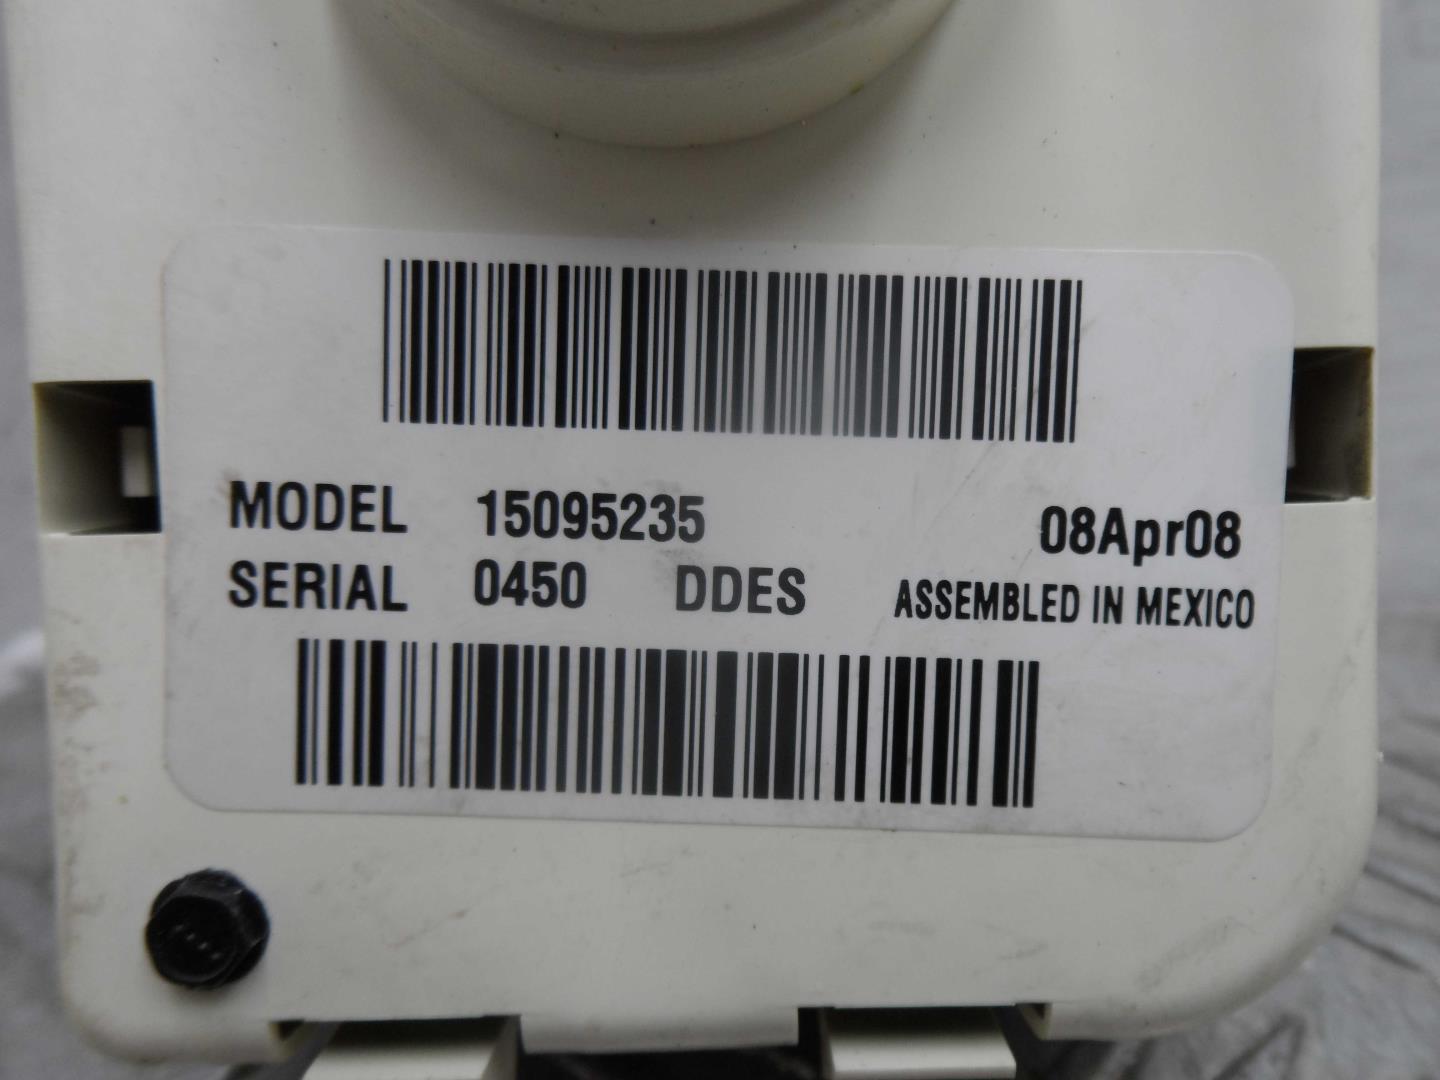 MODEL 15095235 08Apr08
SERIAL 0450 DDES ASSEMBLED IN MEXICO